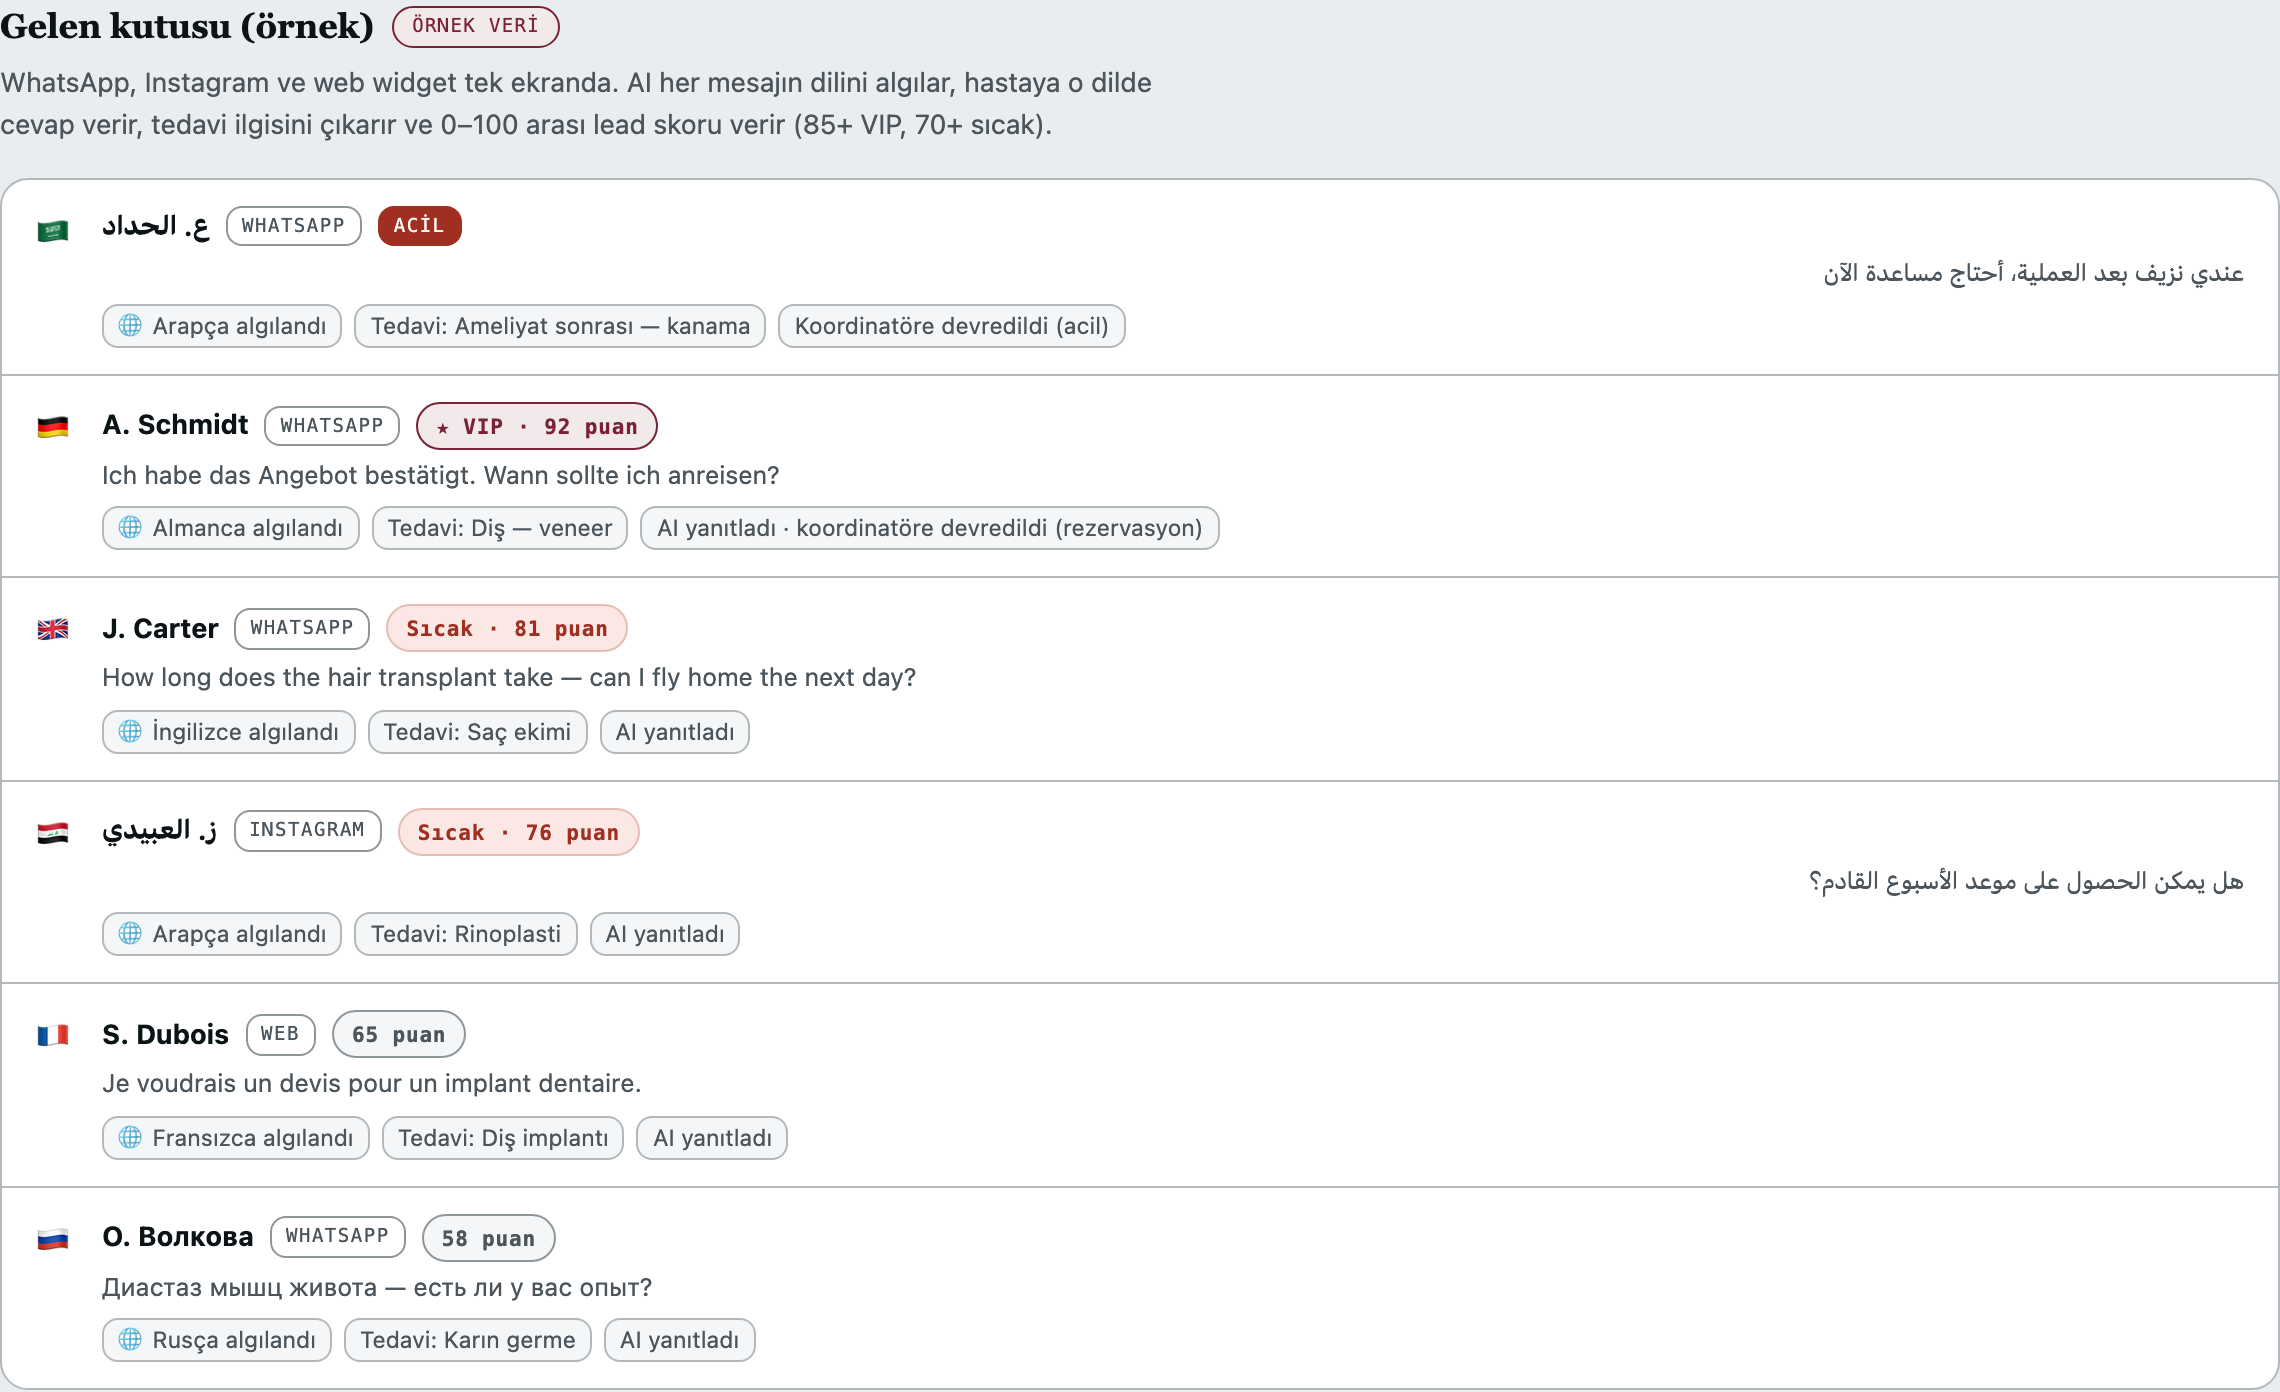 Gelen kutusu (örnek) ÖRNEK VERİ
WhatsApp, Instagram ve web widget tek ekranda. AI her mesajın dilini algılar, hastaya o dilde
cevap verir, tedavi ilgisini çıkarır ve 0–100 arası lead skoru verir (85+ VIP, 70+ sıcak).
ع. الحداد WHATSAPP ACİL
عندي نزيف بعد العملية، أحتاج مساعدة الآن
Arapça algılandı Tedavi: Ameliyat sonrası — kanama Koordinatöre devredildi (acil)
A. Schmidt WHATSAPP ★ VIP · 92 puan
Ich habe das Angebot bestätigt. Wann sollte ich anreisen?
Almanca algılandı Tedavi: Diş — veneer AI yanıtladı · koordinatöre devredildi (rezervasyon)
J. Carter WHATSAPP Sıcak · 81 puan
How long does the hair transplant take — can I fly home the next day?
İngilizce algılandı Tedavi: Saç ekimi AI yanıtladı
ز. العبيدي INSTAGRAM Sıcak · 76 puan
هل يمكن الحصول على موعد الأسبوع القادم؟
Arapça algılandı Tedavi: Rinoplasti AI yanıtladı
S. Dubois WEB 65 puan
Je voudrais un devis pour un implant dentaire.
Fransızca algılandı Tedavi: Diş implantı AI yanıtladı
О. Волкова WHATSAPP 58 puan
Диастаз мышц живота — есть ли у вас опыт?
Rusça algılandı Tedavi: Karın germe AI yanıtladı